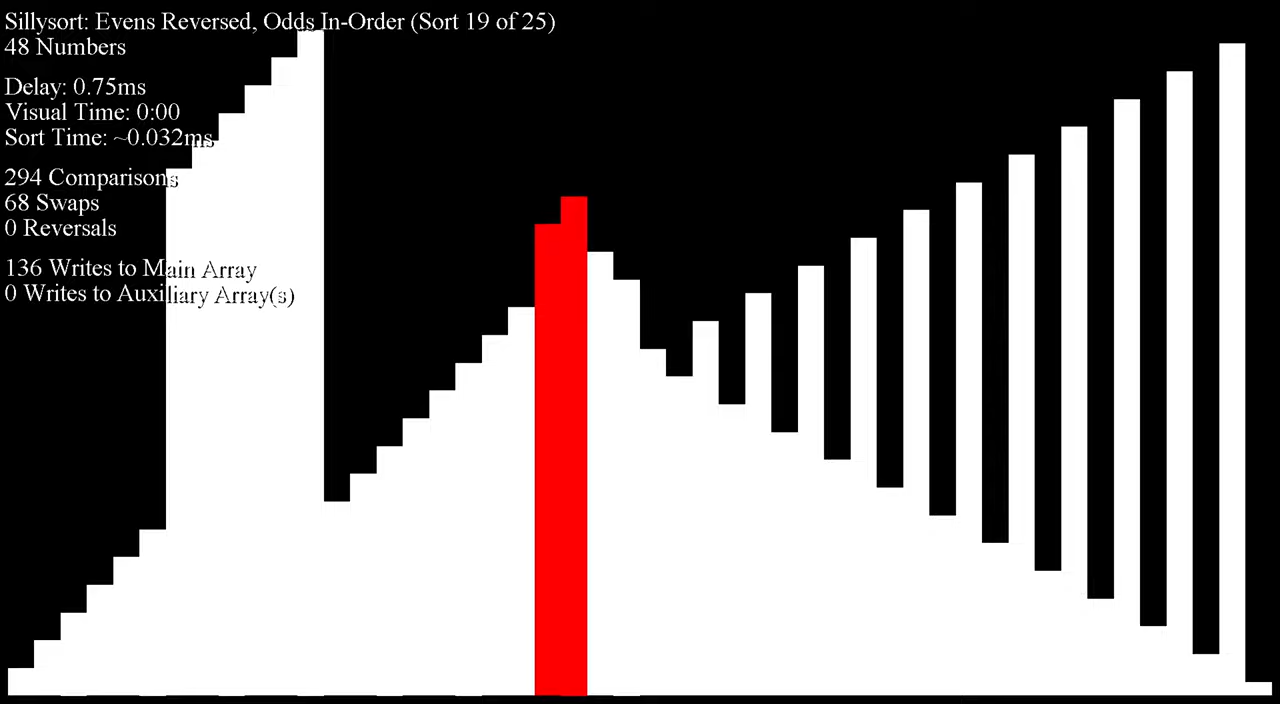 Sillysort: Evens Reversed, Odds In-Order (Sort 19 of 25)
48 Numbers
Delay: 0.75ms
Visual Time: 0:00
Sort Time: ~0.032ms
294 Comparisons
68 Swaps
0 Reversals
136 Writes to Main Array
0 Writes to Auxiliary Array(s)